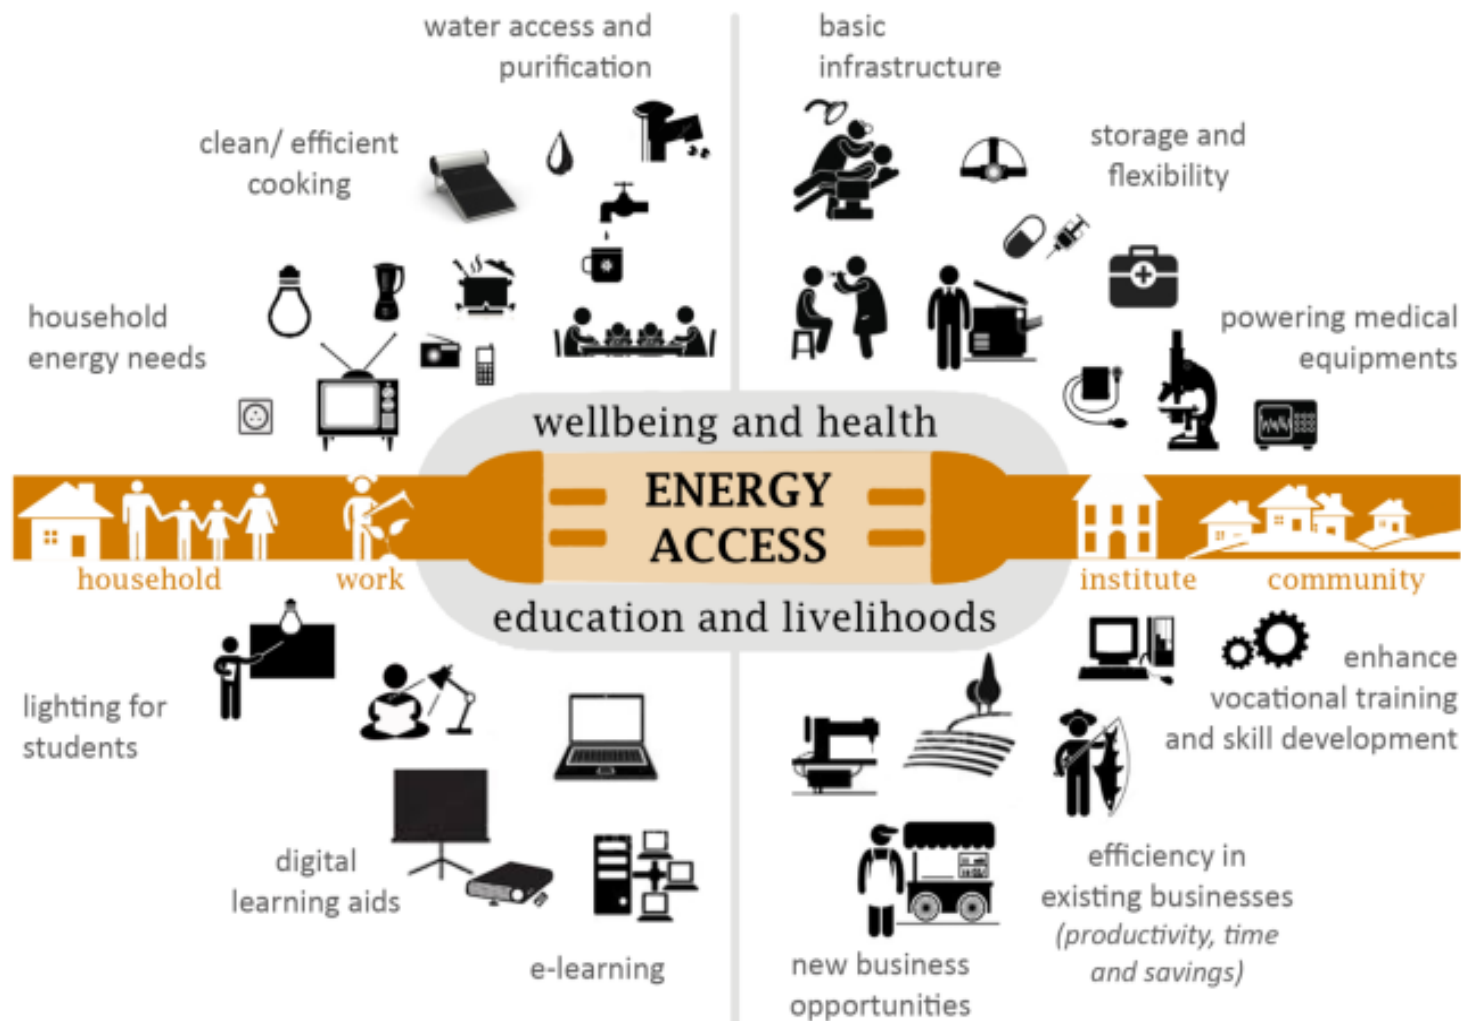 water access and
purification
basic
infrastructure
clean/ efficient
cooking
storage and
flexibility
household
energy needs
powering medical
equipments
wellbeing and health
ENERGY
ACCESS
household
work
institute
community
education and livelihoods
lighting for
students
enhance
vocational training
and skill development
digital
learning aids
efficiency in
existing businesses
(productivity, time
and savings)
e-learning
new business
opportunities